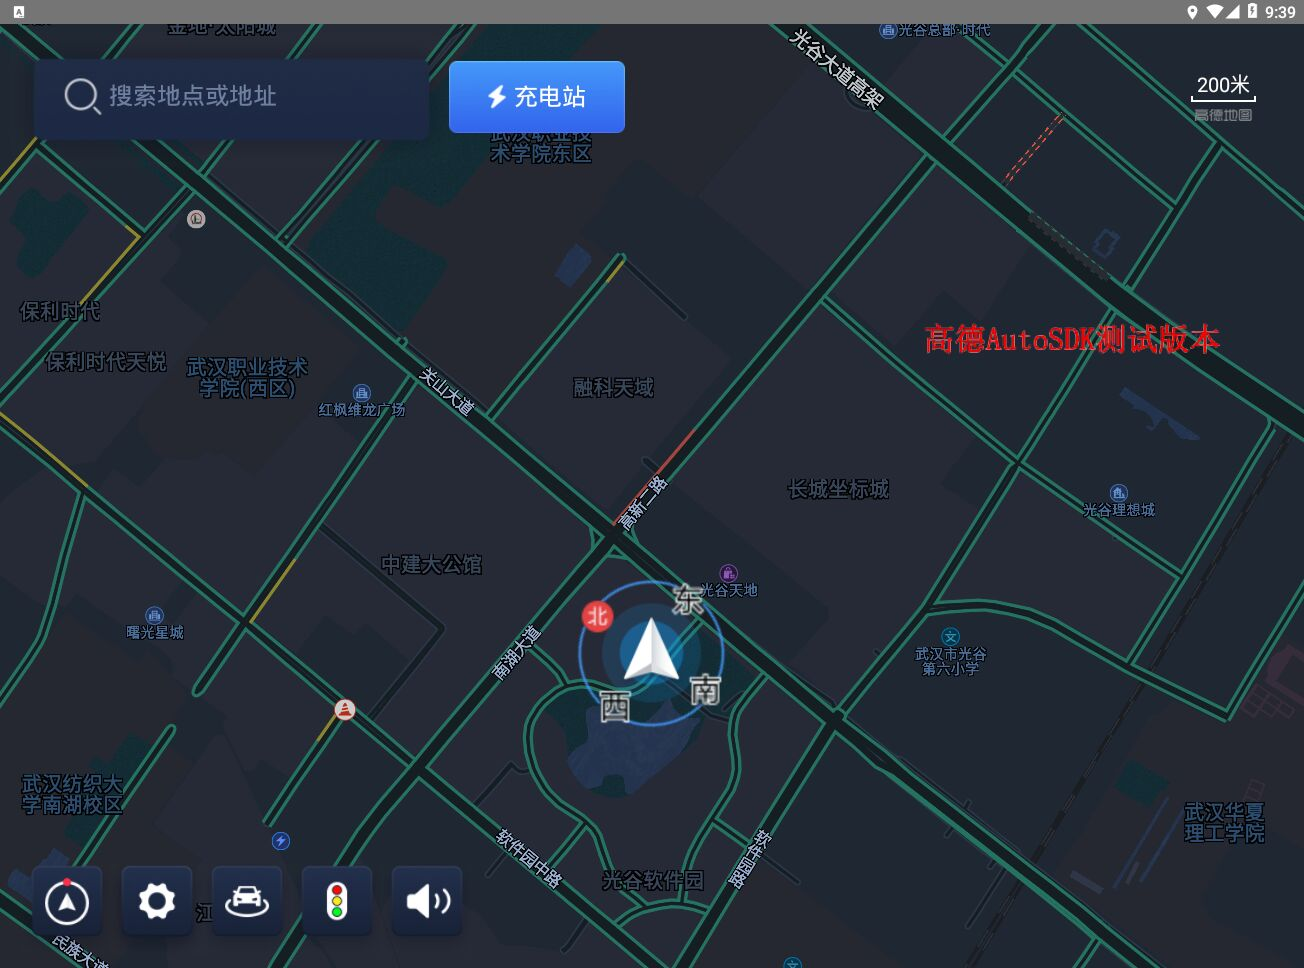 9:39
金地·太阳城
光谷总部·时代
光谷大道高架
200米
高德地图
搜索地点或地址
充电站
武汉职业技
术学院东区
保利时代
保利时代天悦
武汉职业技术
学院(西区)
红枫维龙广场
关山大道
融科天域
高德AutoSDK测试版本
高新二路
长城坐标城
光谷理想城
中建大公馆
光谷天地
北
东
西
南
曙光星城
南湖大道
文
武汉市光谷
第六小学
武汉纺织大
学南湖校区
软件园中路
光谷软件园
武汉华夏
理工学院
江
民族大道
文